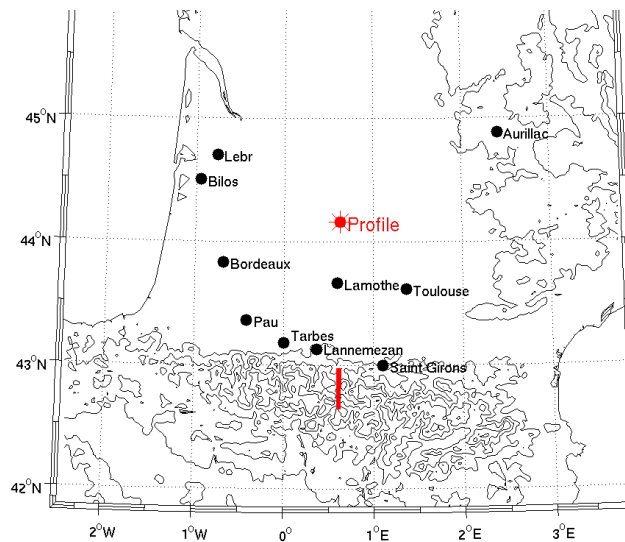 45°N
Aurillac
Lebr
Bilos
Profile
44°N
Bordeaux
Lamothe
Toulouse
Pau
Tarbes
Lannemezan
43°N
Saint Girons
42°N
2°W
1°W
0°
1°E
2°E
3°E